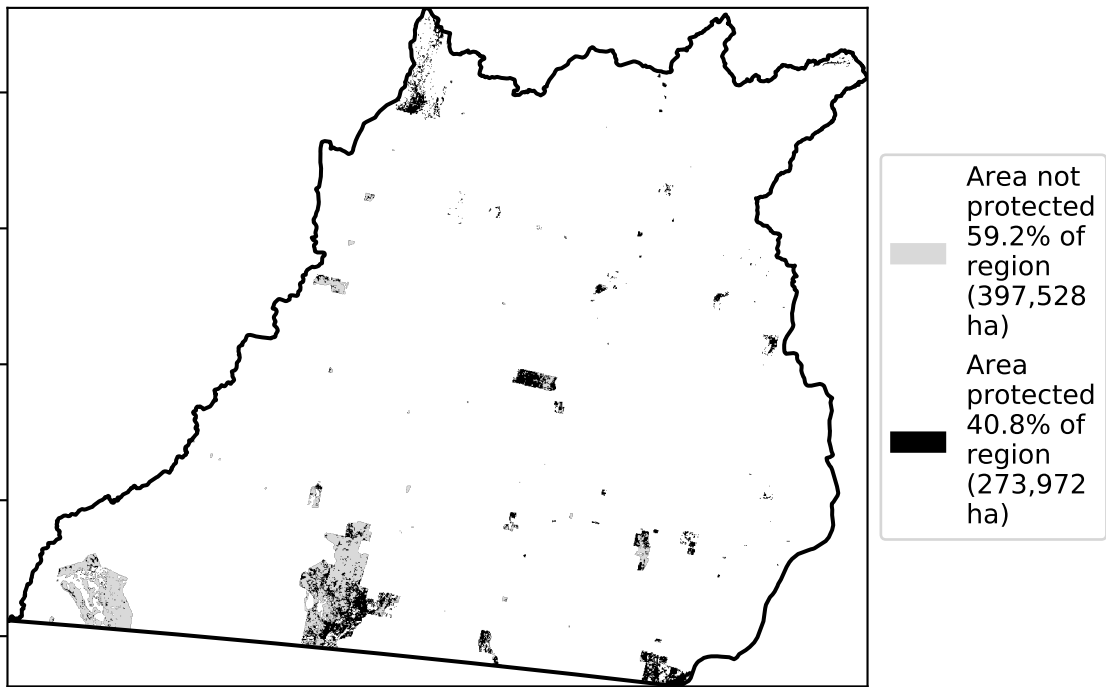 Area not
protected
59.2% of
region
(397,528
ha)
Area
protected
40.8% of
region
(273,972
ha)